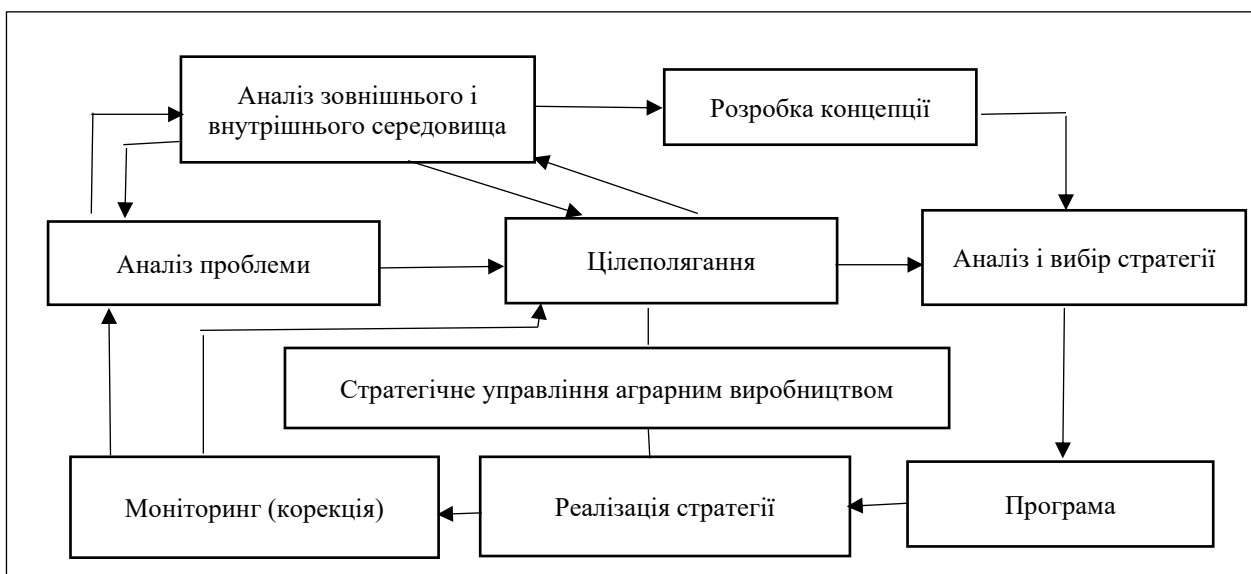 Аналіз зовнішнього і
внутрішнього середовища
Розробка концепції
Аналіз проблеми
Цілеполягання
Аналіз і вибір стратегії
Стратегічне управління аграрним виробництвом
Моніторинг (корекція)
Реалізація стратегії
Програма